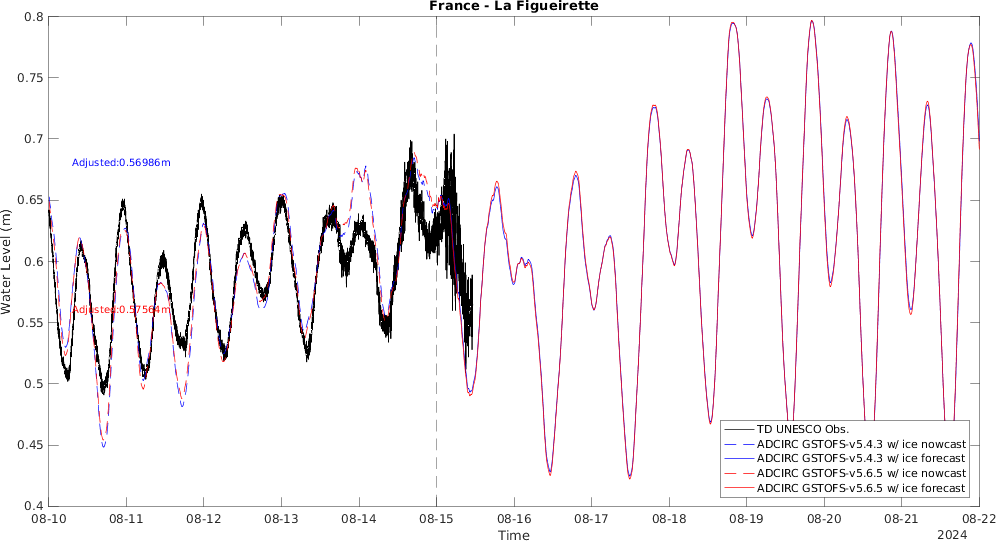 France - La Figueirette
0.8
0.75
0.7
0.65
0.6
0.55
0.5
0.45
0.4
Water Level (m)
Adjusted:0.56986m
Adjusted:0.57564m
TD UNESCO Obs.
ADCIRC GSTOFS-v5.4.3 w/ ice nowcast
ADCIRC GSTOFS-v5.4.3 w/ ice forecast
ADCIRC GSTOFS-v5.6.5 w/ ice nowcast
ADCIRC GSTOFS-v5.6.5 w/ ice forecast
08-10 08-11 08-12 08-13 08-14 08-15 08-16 08-17 08-18 08-19 08-20 08-21 08-22
Time
2024